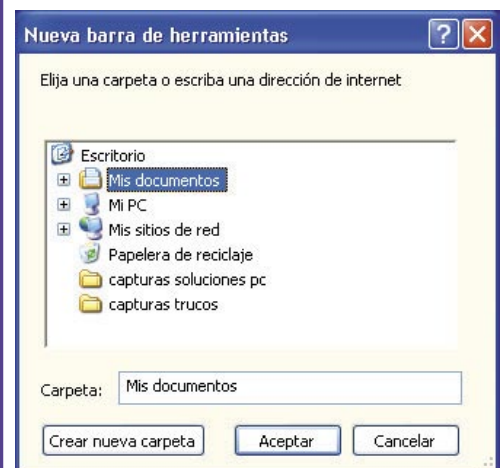 Nueva barra de herramientas
Elija una carpeta o escriba una dirección de internet
Escritorio
Mis documentos
Mi PC
Mis sitios de red
Papelera de reciclaje
capturas soluciones pc
capturas trucos
Carpeta: Mis documentos
Crear nueva carpeta Aceptar Cancelar